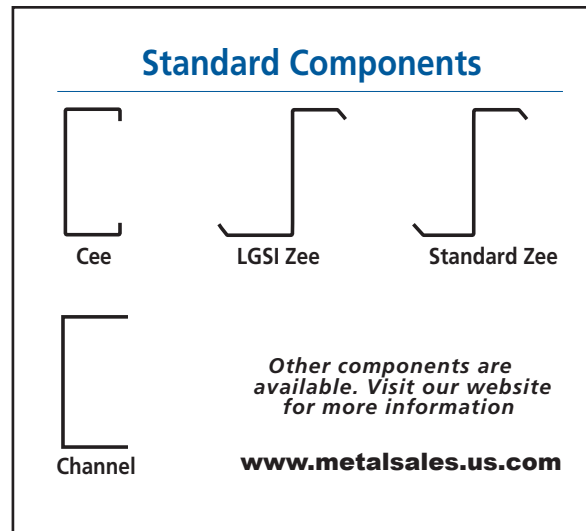 Standard Components
Cee
LGSI Zee
Standard Zee
Channel
Other components are
available. Visit our website
for more information
www.metalsales.us.com